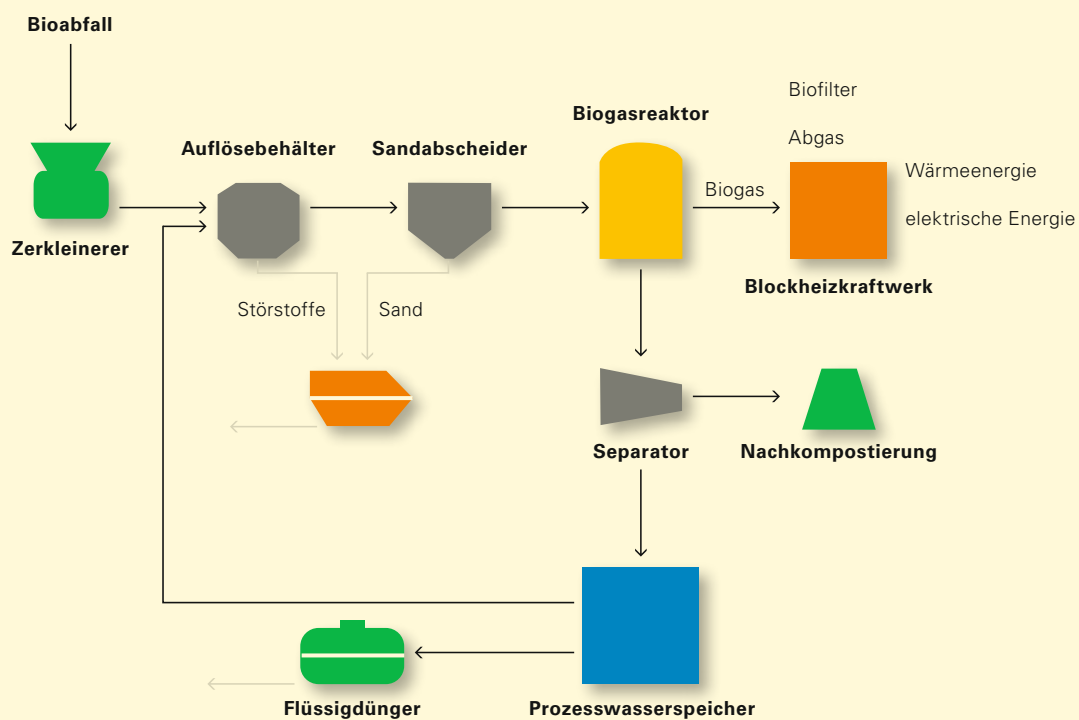 Bioabfall
Zerkleinerer
Auflösebehälter
Sandabscheider
Biogasreaktor
Biofilter
Abgas
Biogas
Wärmeenergie
elektrische Energie
Blockheizkraftwerk
Störstoffe
Sand
Separator
Nachkompostierung
Flüssigdünger
Prozesswasserspeicher